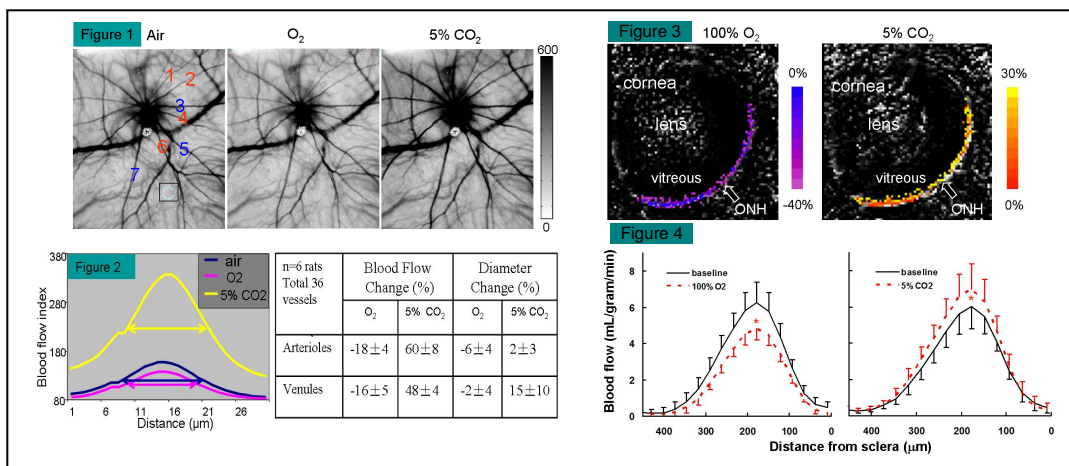 Figure 1
Air
O2
5% CO2
600
0
1
2
3
4
5
6
7
Figure 2
380
280
180
80
Blood flow index
air
O2
5% CO2
1 6 11 16 21 26
Distance (µm)
n=6 rats
Total 36
vessels
Blood Flow
Change (%)
Diameter
Change (%)
O2
5% CO2
O2
5% CO2
Arterioles
-18±4
60±8
-6±4
2±3
Venules
-16±5
48±4
-2±4
15±10
Figure 3
100% O2
5% CO2
cornea
lens
vitreous
ONH
0%
-40%
cornea
lens
vitreous
ONH
30%
0%
Figure 4
Blood flow (mL/gram/min)
8
6
4
2
0
baseline
100% O2
*
400 300 200 100 0
baseline
5% CO2
*
400 300 200 100 0
Distance from sclera (µm)